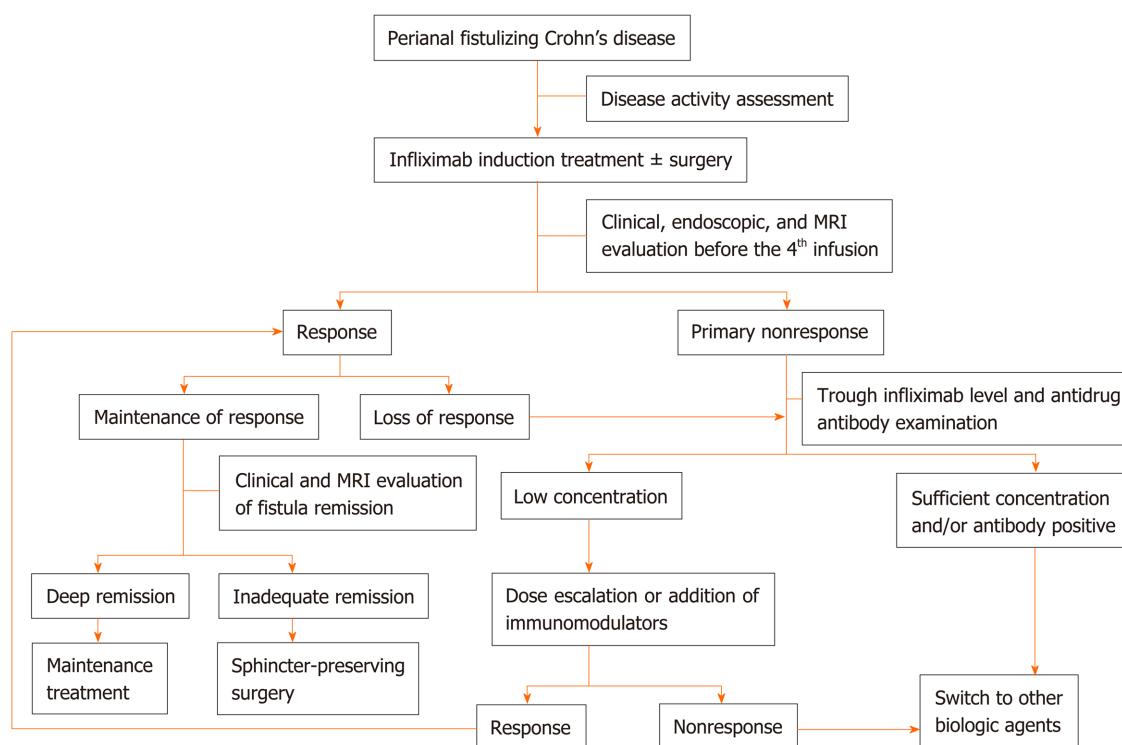 Perianal fistulizing Crohn's disease
Disease activity assessment
Infliximab induction treatment ± surgery
Clinical, endoscopic, and MRI
evaluation before the 4th infusion
Response
Primary nonresponse
Trough infliximab level and antidrug
antibody examination
Maintenance of response
Loss of response
Clinical and MRI evaluation
of fistula remission
Low concentration
Sufficient concentration
and/or antibody positive
Deep remission
Inadequate remission
Dose escalation or addition of
immunomodulators
Maintenance
treatment
Sphincter-preserving
surgery
Response
Nonresponse
Switch to other
biologic agents